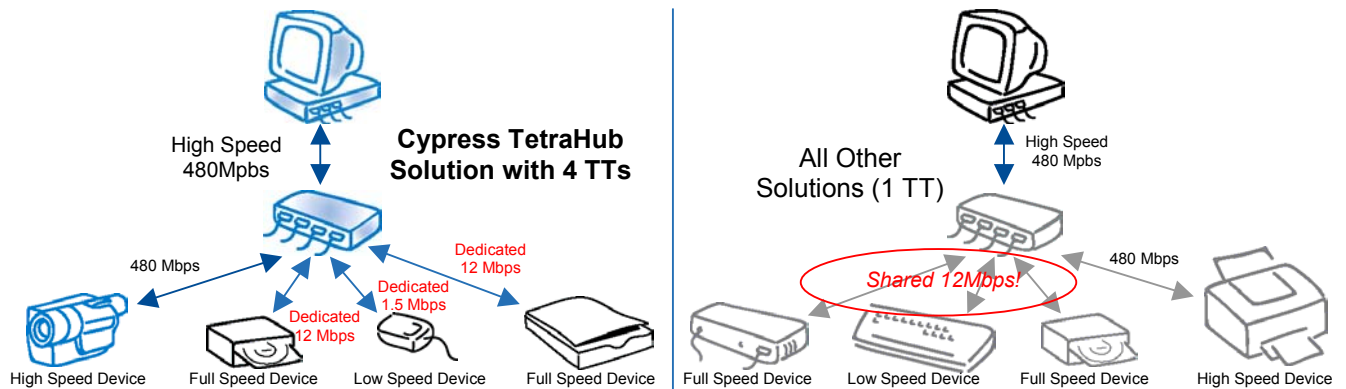 High Speed
480Mpbs
Cypress TetraHub
Solution with 4 TTs
480 Mbps
Dedicated
12 Mbps
Dedicated
1.5 Mbps
Dedicated
12 Mbps
High Speed Device
Full Speed Device
Low Speed Device
Full Speed Device
High Speed
480 Mpbs
All Other
Solutions (1 TT)
480 Mbps
Shared 12Mbps!
Full Speed Device
Low Speed Device
Full Speed Device
High Speed Device